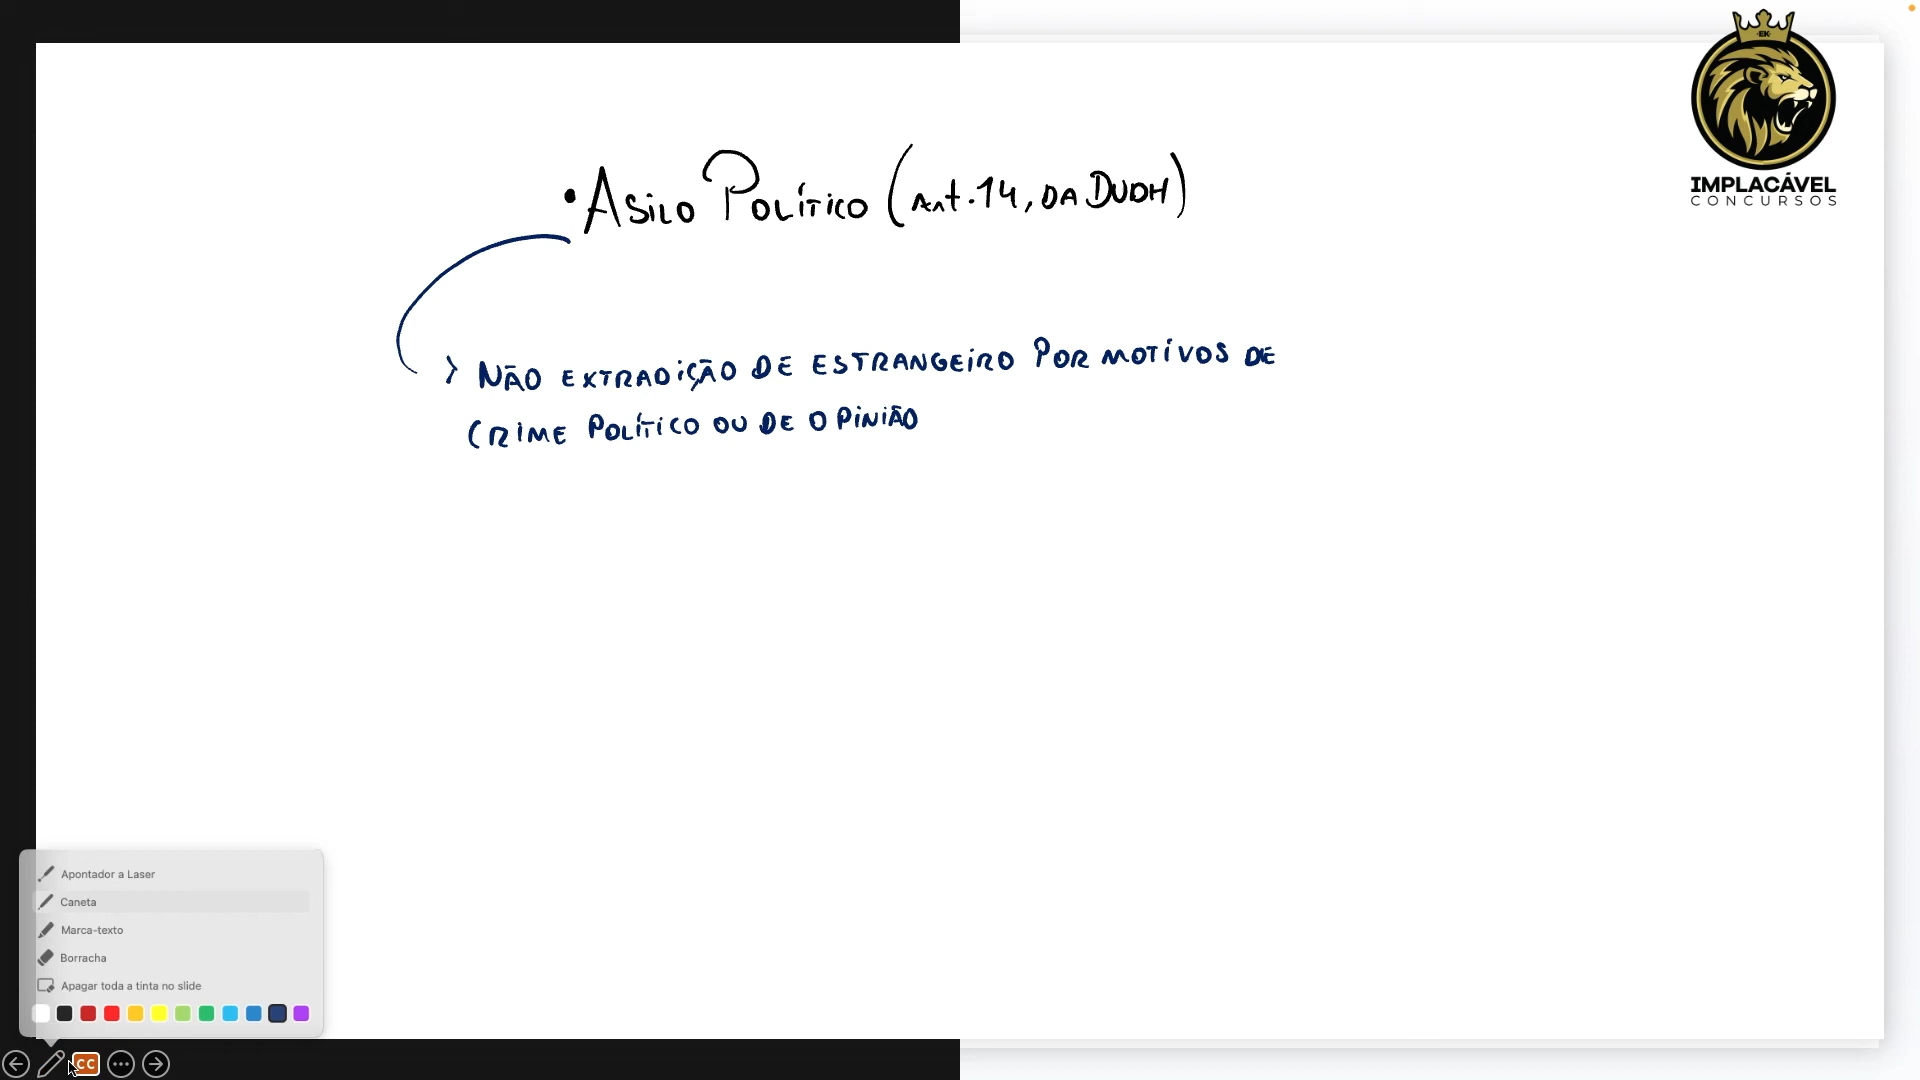 EK
IMPLACÁVEL
CONCURSOS
• Asilo Político (Art. 14, DA DUDH)
> NÃO EXTRADIÇÃO DE ESTRANGEIRO POR MOTIVOS DE
CRIME POLÍTICO OU DE OPINIÃO
Apontador a Laser
Caneta
Marca-texto
Borracha
Apagar toda a tinta no slide
CC